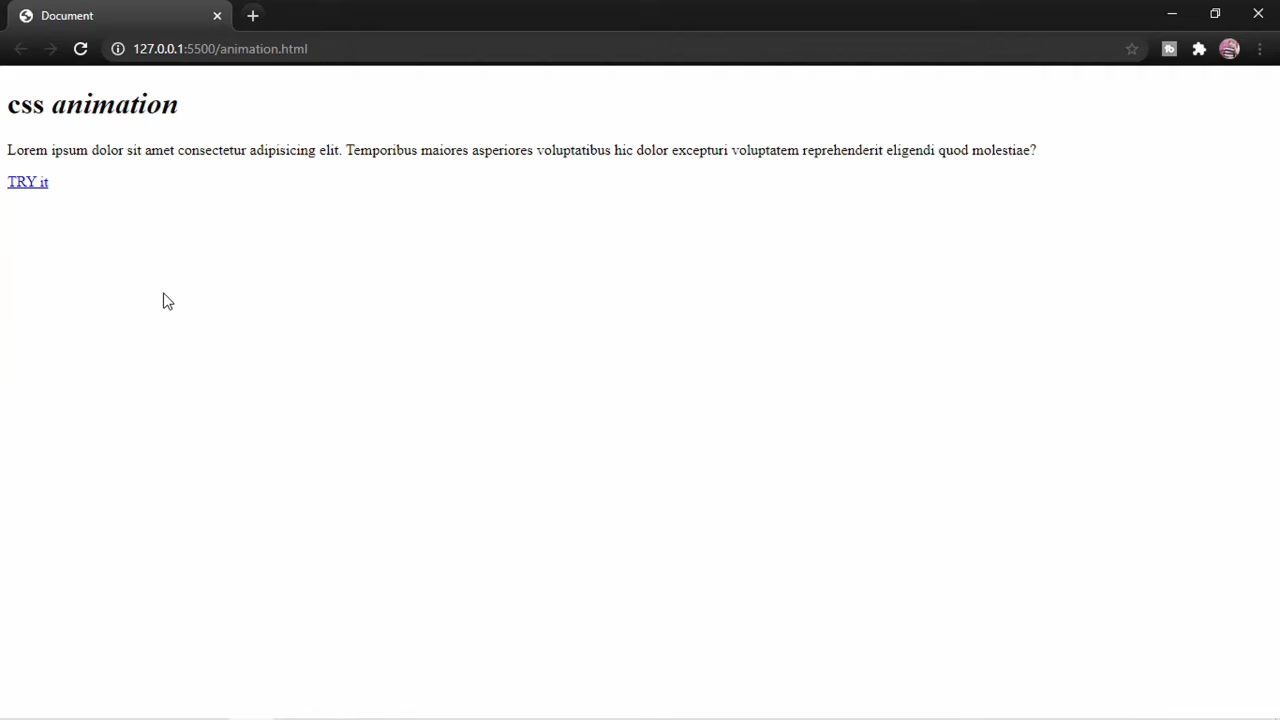 Document
127.0.0.1:5500/animation.html
css animation
Lorem ipsum dolor sit amet consectetur adipisicing elit. Temporibus maiores asperiores voluptatibus hic dolor excepturi voluptatem reprehenderit eligendi quod molestiae?
TRY it